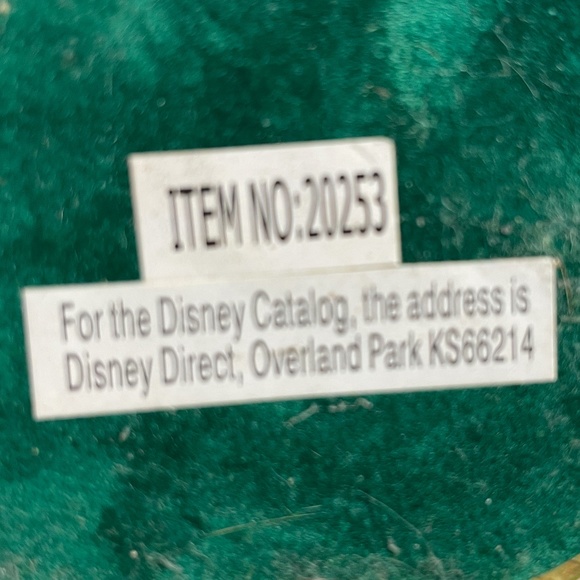 ITEM NO:20253
For the Disney Catalog, the address is
Disney Direct, Overland Park KS66214